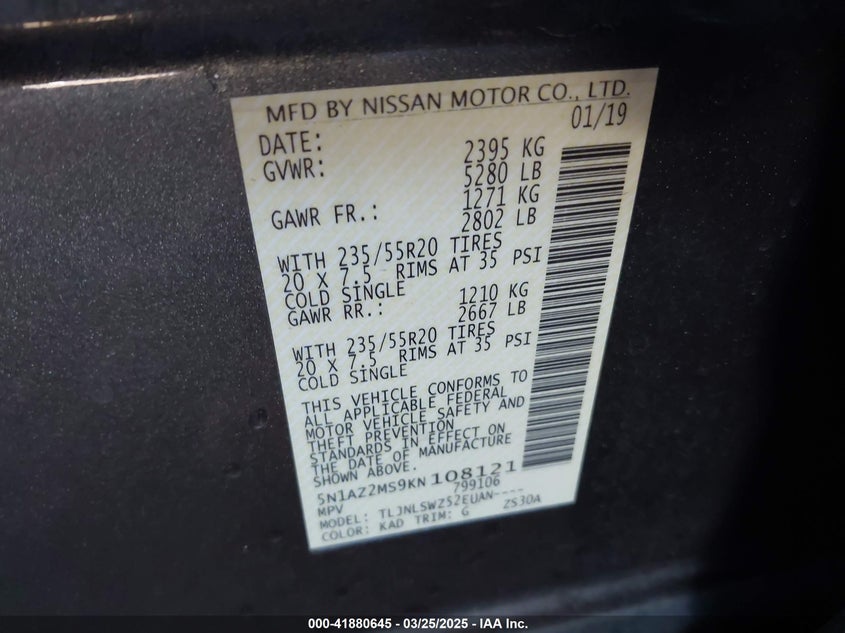 MFD BY NISSAN MOTOR CO., LTD.
DATE: 01/19
GVWR: 2395 KG
5280 LB
GAWR FR.: 1271 KG
2802 LB
WITH 235/55R20 TIRES
20 X 7.5 RIMS AT 35 PSI
COLD SINGLE
GAWR RR.: 1210 KG
2667 LB
WITH 235/55R20 TIRES
20 X 7.5 RIMS AT 35 PSI
COLD SINGLE
THIS VEHICLE CONFORMS TO
ALL APPLICABLE FEDERAL
MOTOR VEHICLE SAFETY AND
THEFT PREVENTION
STANDARDS IN EFFECT ON
THE DATE OF MANUFACTURE
SHOWN ABOVE.
5N1AZ2MS9KN108121
MPV 799106
MODEL: TLJNLSWZ52EUAN----
COLOR: KAD TRIM: G ZS30A
000-41880645 - 03/25/2025 - IAA Inc.